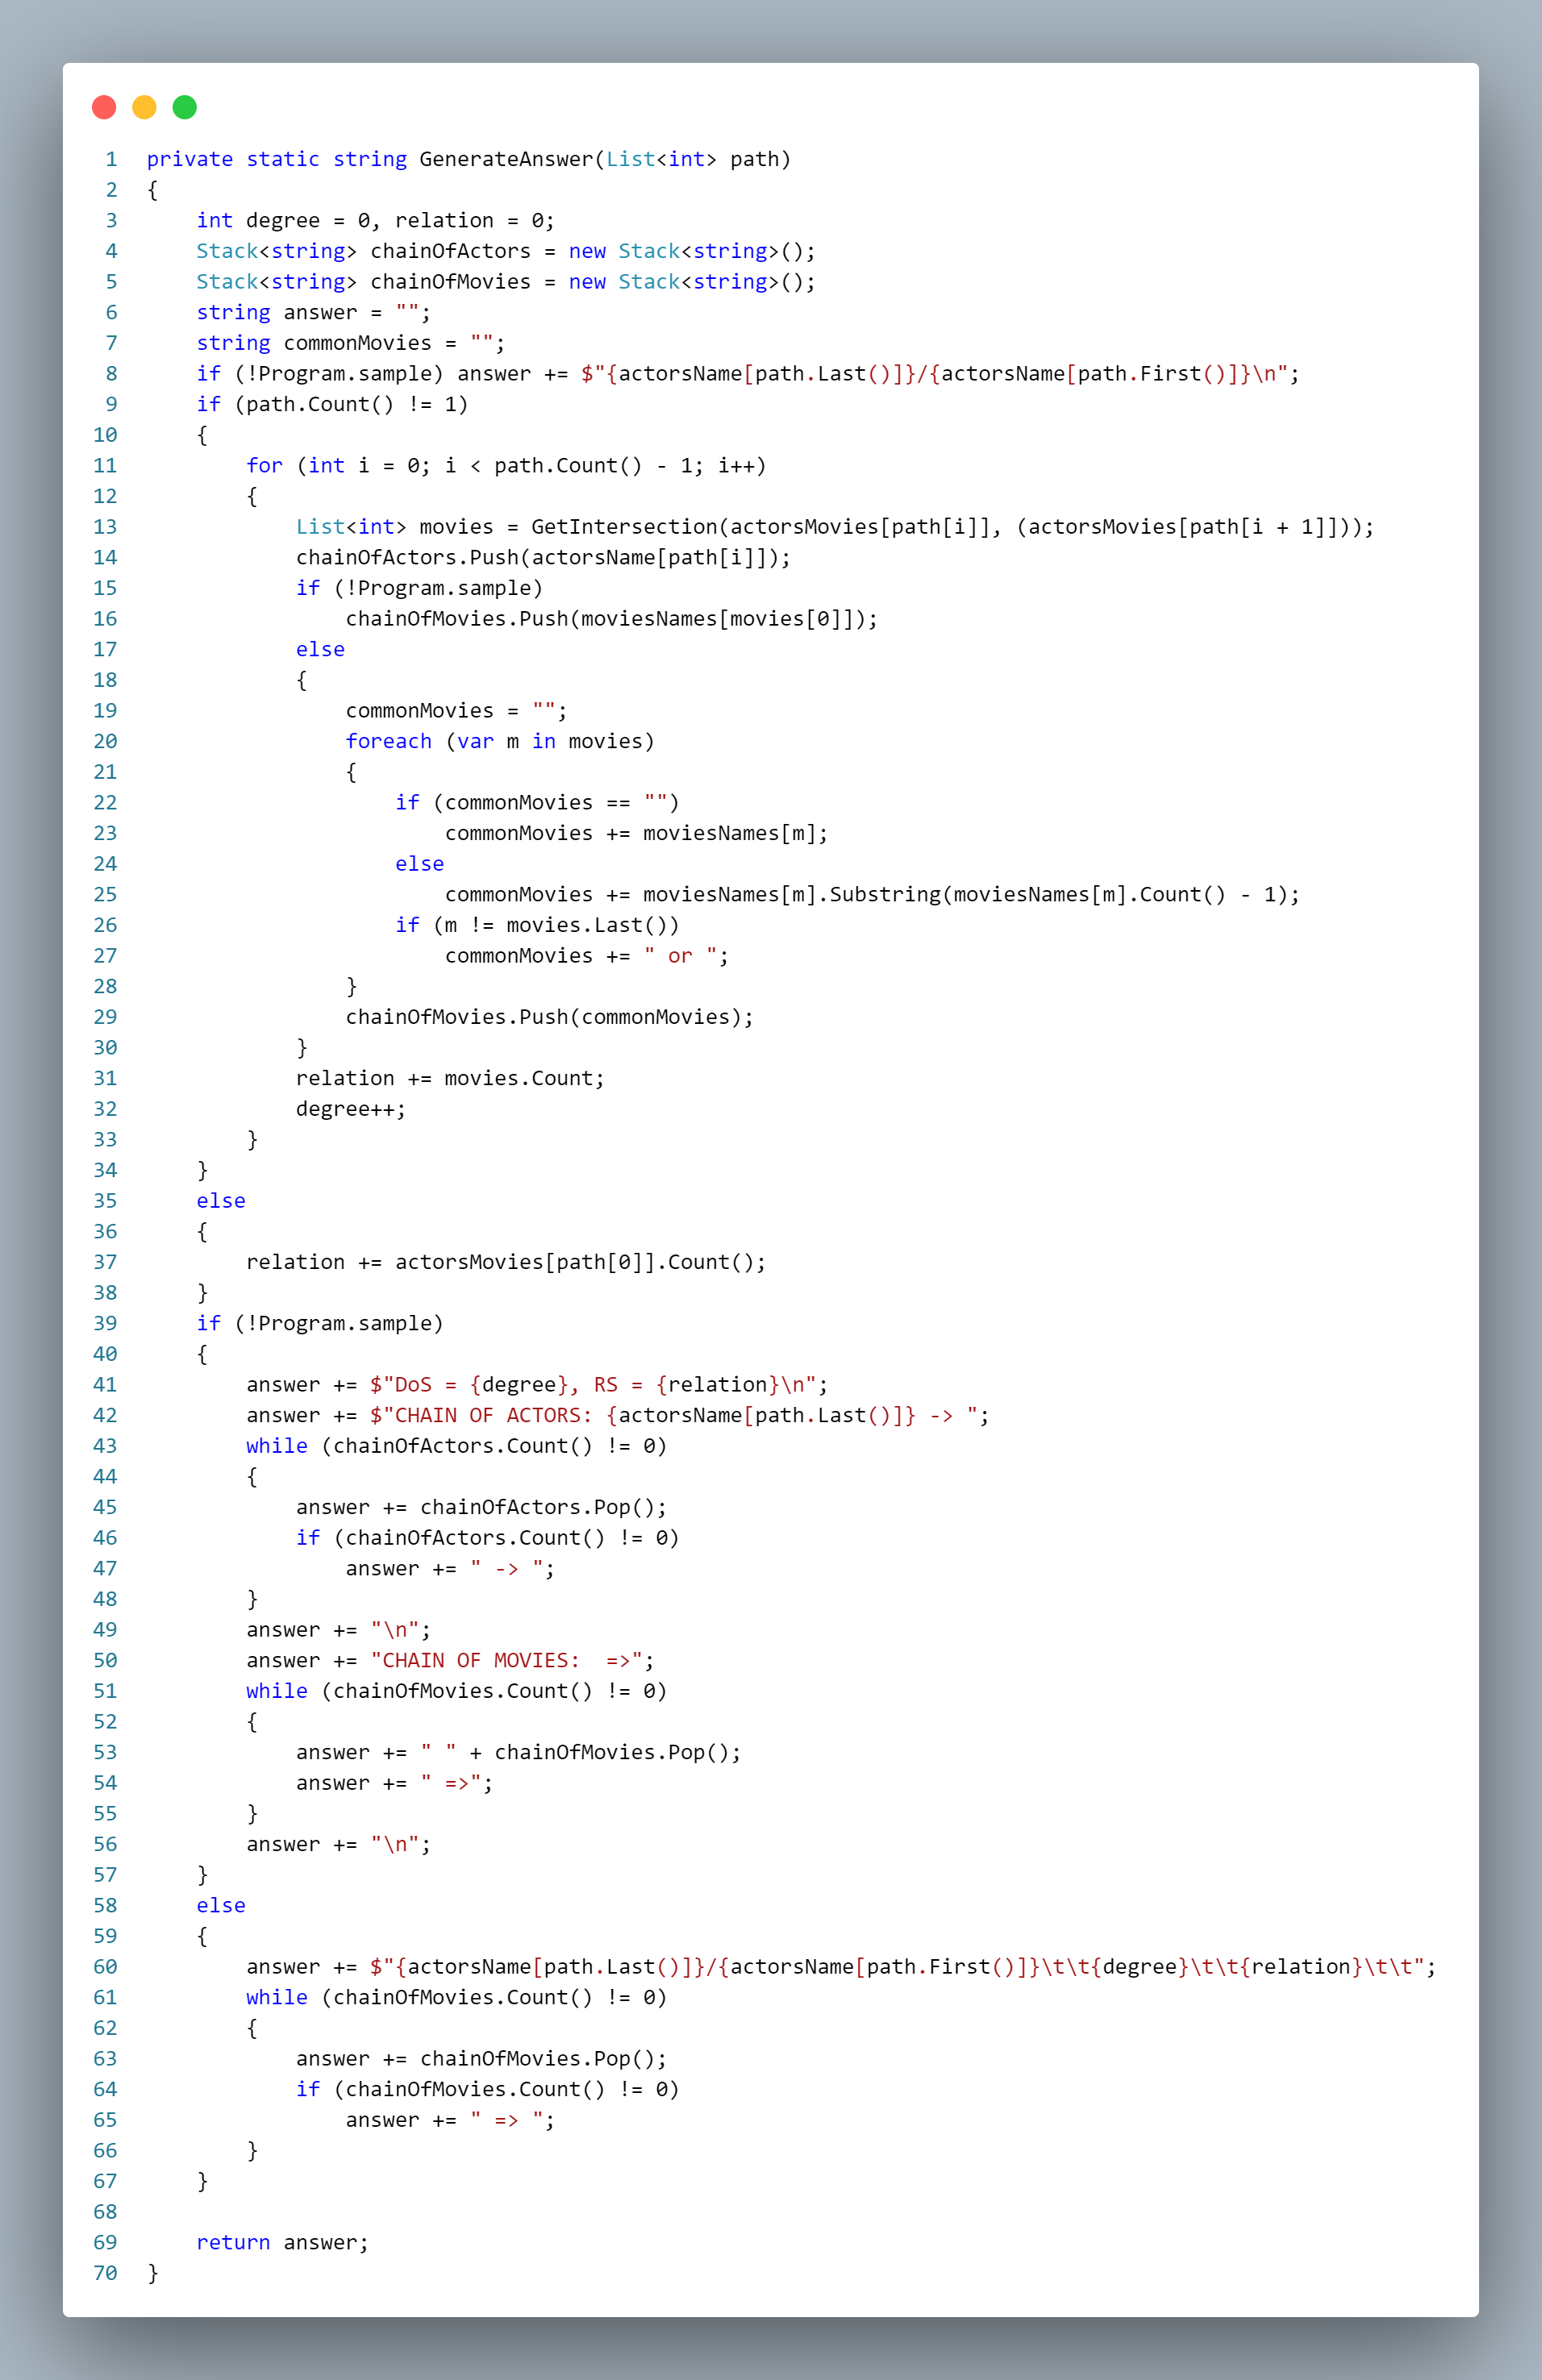 1 private static string GenerateAnswer(List<int> path)
2 {
3     int degree = 0, relation = 0;
4     Stack<string> chainOfActors = new Stack<string>();
5     Stack<string> chainOfMovies = new Stack<string>();
6     string answer = "";
7     string commonMovies = "";
8     if (!Program.sample) answer += $"{actorsName[path.Last()]}/{actorsName[path.First()]}\n";
9     if (path.Count() != 1)
10     {
11         for (int i = 0; i < path.Count() - 1; i++)
12         {
13             List<int> movies = GetIntersection(actorsMovies[path[i]], (actorsMovies[path[i + 1]]));
14             chainOfActors.Push(actorsName[path[i]]);
15             if (!Program.sample)
16                 chainOfMovies.Push(moviesNames[movies[0]]);
17             else
18             {
19                 commonMovies = "";
20                 foreach (var m in movies)
21                 {
22                     if (commonMovies == "")
23                         commonMovies += moviesNames[m];
24                     else
25                         commonMovies += moviesNames[m].Substring(moviesNames[m].Count() - 1);
26                     if (m != movies.Last())
27                         commonMovies += " or ";
28                 }
29                 chainOfMovies.Push(commonMovies);
30             }
31             relation += movies.Count;
32             degree++;
33         }
34     }
35     else
36     {
37         relation += actorsMovies[path[0]].Count();
38     }
39     if (!Program.sample)
40     {
41         answer += $"DoS = {degree}, RS = {relation}\n";
42         answer += $"CHAIN OF ACTORS: {actorsName[path.Last()]} -> ";
43         while (chainOfActors.Count() != 0)
44         {
45             answer += chainOfActors.Pop();
46             if (chainOfActors.Count() != 0)
47                 answer += " -> ";
48         }
49         answer += "\n";
50         answer += "CHAIN OF MOVIES:  =>";
51         while (chainOfMovies.Count() != 0)
52         {
53             answer += " " + chainOfMovies.Pop();
54             answer += " =>";
55         }
56         answer += "\n";
57     }
58     else
59     {
60         answer += $"{actorsName[path.Last()]}/{actorsName[path.First()]}\t\t{degree}\t\t{relation}\t\t";
61         while (chainOfMovies.Count() != 0)
62         {
63             answer += chainOfMovies.Pop();
64             if (chainOfMovies.Count() != 0)
65                 answer += " => ";
66         }
67     }
68
69     return answer;
70 }